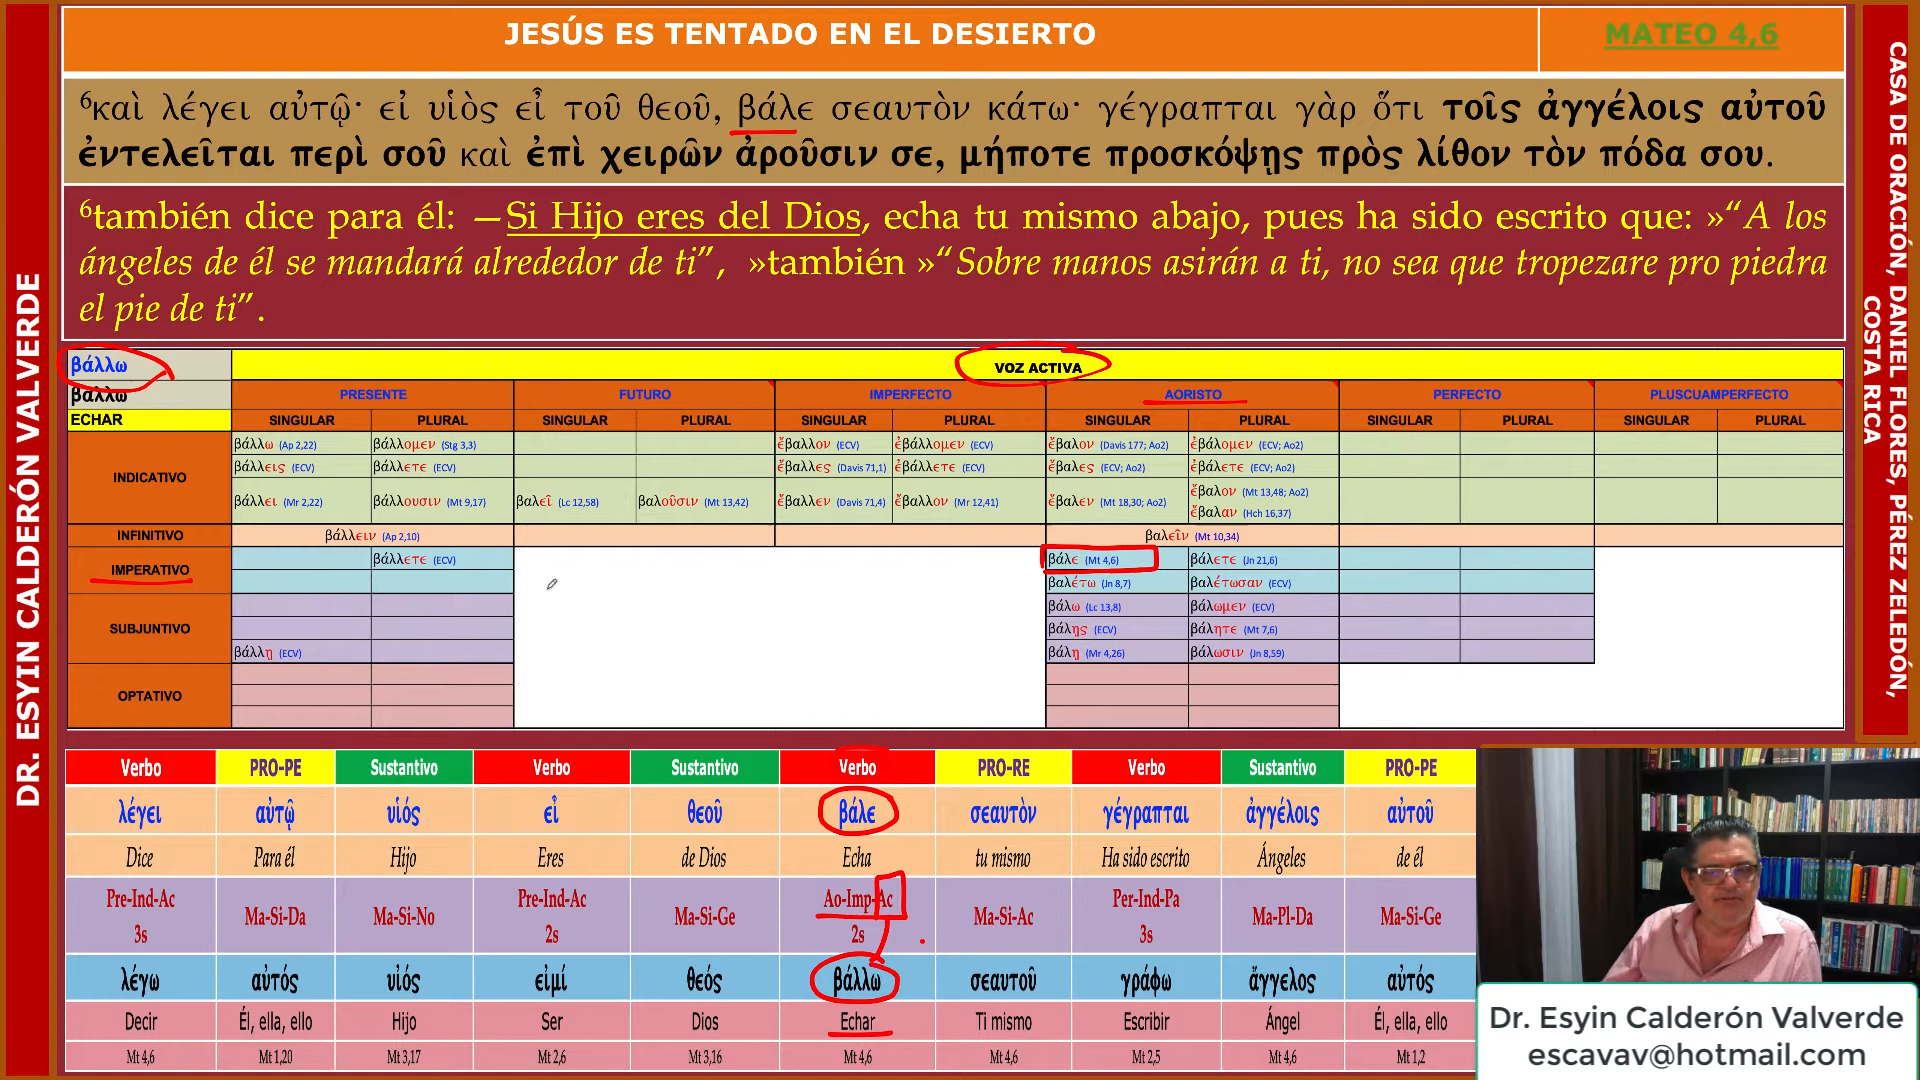 JESÚS ES TENTADO EN EL DESIERTO
MATEO 4,6
⁶καὶ λέγει αὐτῷ· εἰ υἱὸς εἶ τοῦ θεοῦ, βάλε σεαυτὸν κάτω· γέγραπται γὰρ ὅτι τοῖς ἀγγέλοις αὐτοῦ
ἐντελεῖται περὶ σοῦ καὶ ἐπὶ χειρῶν ἀροῦσιν σε, μήποτε προσκόψῃς πρὸς λίθον τὸν πόδα σου.
⁶también dice para él: —Si Hijo eres del Dios, echa tu mismo abajo, pues ha sido escrito que: »“A los
ángeles de él se mandará alrededor de ti”, »también »“Sobre manos asirán a ti, no sea que tropezare pro piedra
el pie de ti”.
DR. ESYIN CALDERÓN VALVERDE
CASA DE ORACIÓN, DANIEL FLORES, PÉREZ ZELEDÓN,
COSTA RICA
βάλλω VOZ ACTIVA
βάλλω PRESENTE FUTURO IMPERFECTO AORISTO PERFECTO PLUSCUAMPERFECTO
ECHAR SINGULAR PLURAL SINGULAR PLURAL SINGULAR PLURAL SINGULAR PLURAL SINGULAR PLURAL SINGULAR PLURAL
INDICATIVO
βάλλω (Ap 2,22) βάλλομεν (Stg 3,3) ἔβαλλον (ECV) ἐβάλλομεν (ECV) ἔβαλον (Davis 177; Ao2) ἐβάλομεν (ECV; Ao2)
βάλλεις (ECV) βάλλετε (ECV) ἔβαλλες (Davis 71,1) ἐβάλλετε (ECV) ἔβαλες (ECV; Ao2) ἐβάλετε (ECV; Ao2)
βάλλει (Mr 2,22) βάλλουσιν (Mt 9,17) βαλεῖ (Lc 12,58) βαλοῦσιν (Mt 13,42) ἔβαλλεν (Davis 71,4) ἔβαλλον (Mr 12,41) ἔβαλεν (Mt 18,30; Ao2) ἔβαλον (Mt 13,48; Ao2)
ἔβαλαν (Hch 16,37)
INFINITIVO βάλλειν (Ap 2,10) βαλεῖν (Mt 10,34)
IMPERATIVO
βάλλετε (ECV) βάλε (Mt 4,6) βάλετε (Jn 21,6)
βαλέτω (Jn 8,7) βαλέτωσαν (ECV)
SUBJUNTIVO
βάλω (Lc 13,8) βάλωμεν (ECV)
βάλῃς (ECV) βάλητε (Mt 7,6)
βάλλῃ (ECV) βάλῃ (Mr 4,26) βάλωσιν (Jn 8,59)
OPTATIVO
Verbo PRO-PE Sustantivo Verbo Sustantivo Verbo PRO-RE Verbo Sustantivo PRO-PE
λέγει αὐτῷ υἱός εἶ θεοῦ βάλε σεαυτὸν γέγραπται ἀγγέλοις αὐτοῦ
Dice Para él Hijo Eres de Dios Echa tu mismo Ha sido escrito Ángeles de él
Pre-Ind-Ac Ma-Si-Da Ma-Si-No Pre-Ind-Ac Ma-Si-Ge Ao-Imp-Ac Ma-Si-Ac Per-Ind-Pa Ma-Pl-Da Ma-Si-Ge
3s 2s 2s 3s
λέγω αὐτός υἱός εἰμί θεός βάλλω σεαυτοῦ γράφω ἄγγελος αὐτός
Decir Él, ella, ello Hijo Ser Dios Echar Ti mismo Escribir Ángel Él, ella, ello
Mt 4,6 Mt 1,20 Mt 3,17 Mt 2,6 Mt 3,16 Mt 4,6 Mt 4,6 Mt 2,5 Mt 4,6 Mt 1,2
Dr. Esyin Calderón Valverde
escavav@hotmail.com